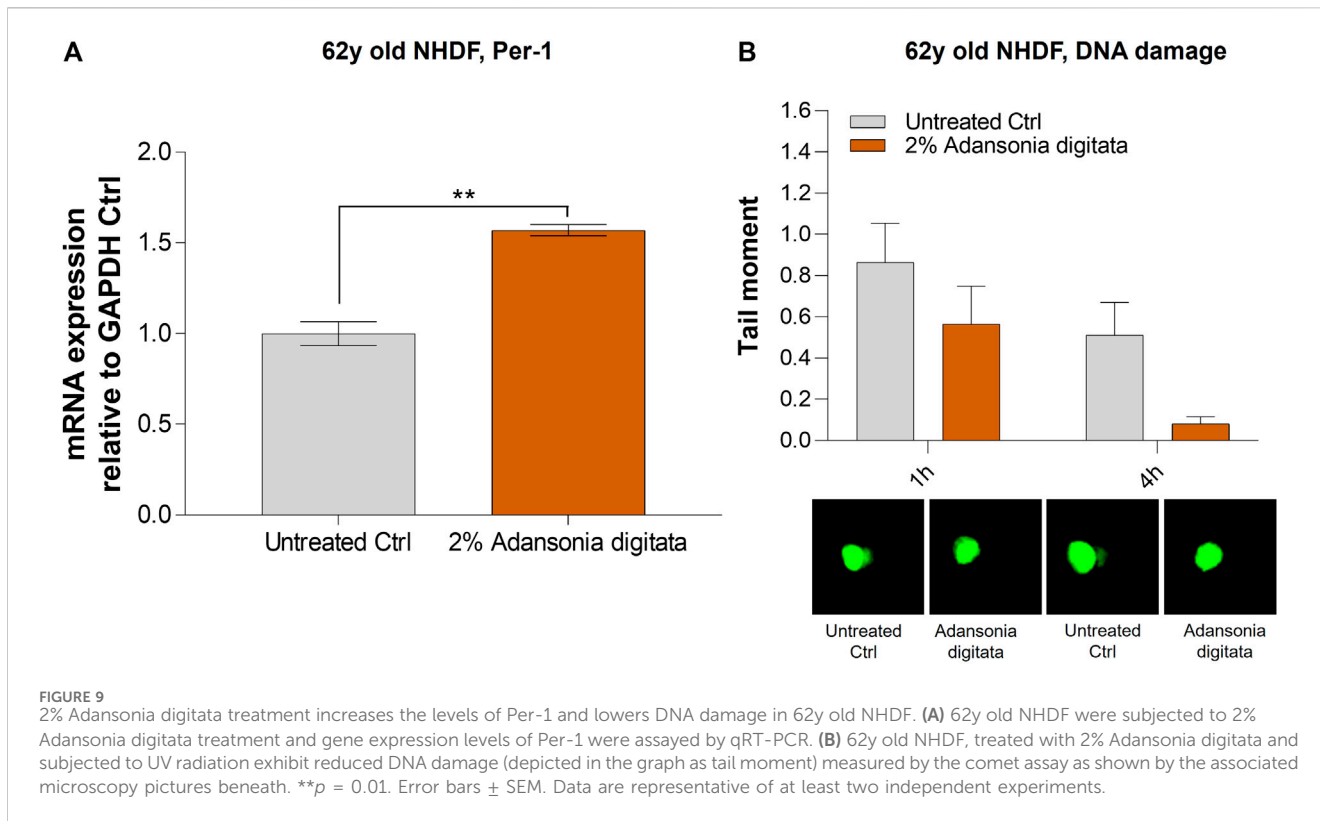 A
62y old NHDF, Per-1
mRNA expression
relative to GAPDH Ctrl
2.0
1.5
1.0
0.5
0.0
**
Untreated Ctrl
2% Adansonia digitata
B
62y old NHDF, DNA damage
Untreated Ctrl
2% Adansonia digitata
Tail moment
1.6
1.4
1.2
1.0
0.8
0.6
0.4
0.2
0.0
1h
4h
Untreated
Ctrl
Adansonia
digitata
Untreated
Ctrl
Adansonia
digitata
FIGURE 9
2% Adansonia digitata treatment increases the levels of Per-1 and lowers DNA damage in 62y old NHDF. (A) 62y old NHDF were subjected to 2%
Adansonia digitata treatment and gene expression levels of Per-1 were assayed by qRT-PCR. (B) 62y old NHDF, treated with 2% Adansonia digitata and
subjected to UV radiation exhibit reduced DNA damage (depicted in the graph as tail moment) measured by the comet assay as shown by the associated
microscopy pictures beneath. **p = 0.01. Error bars ± SEM. Data are representative of at least two independent experiments.